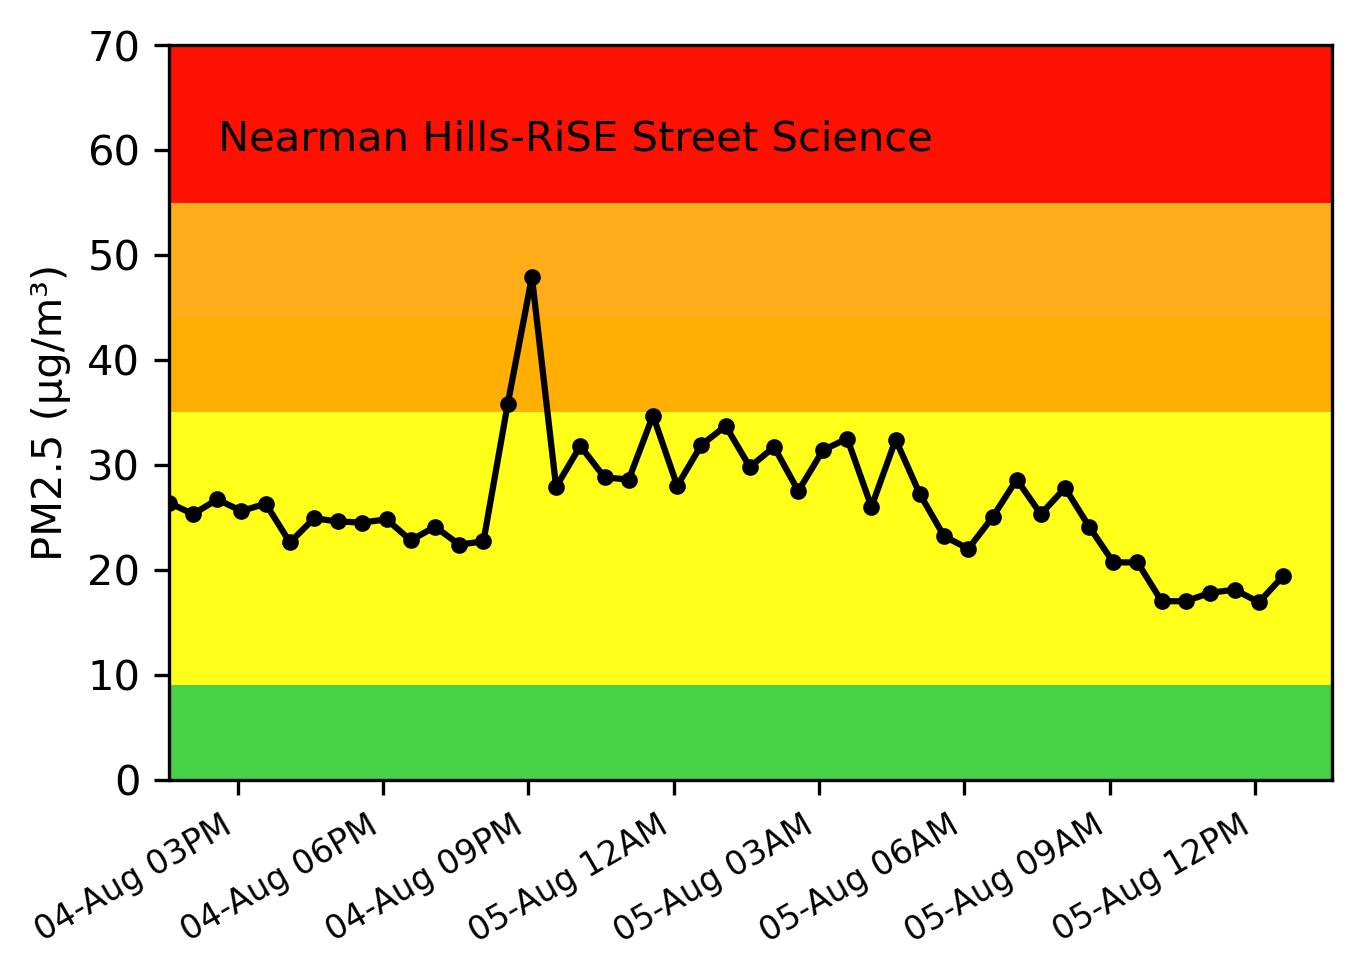 70
60
50
40
30
20
10
0
PM2.5 (µg/m³)
Nearman Hills-RiSE Street Science
04-Aug 03PM
04-Aug 06PM
04-Aug 09PM
05-Aug 12AM
05-Aug 03AM
05-Aug 06AM
05-Aug 09AM
05-Aug 12PM